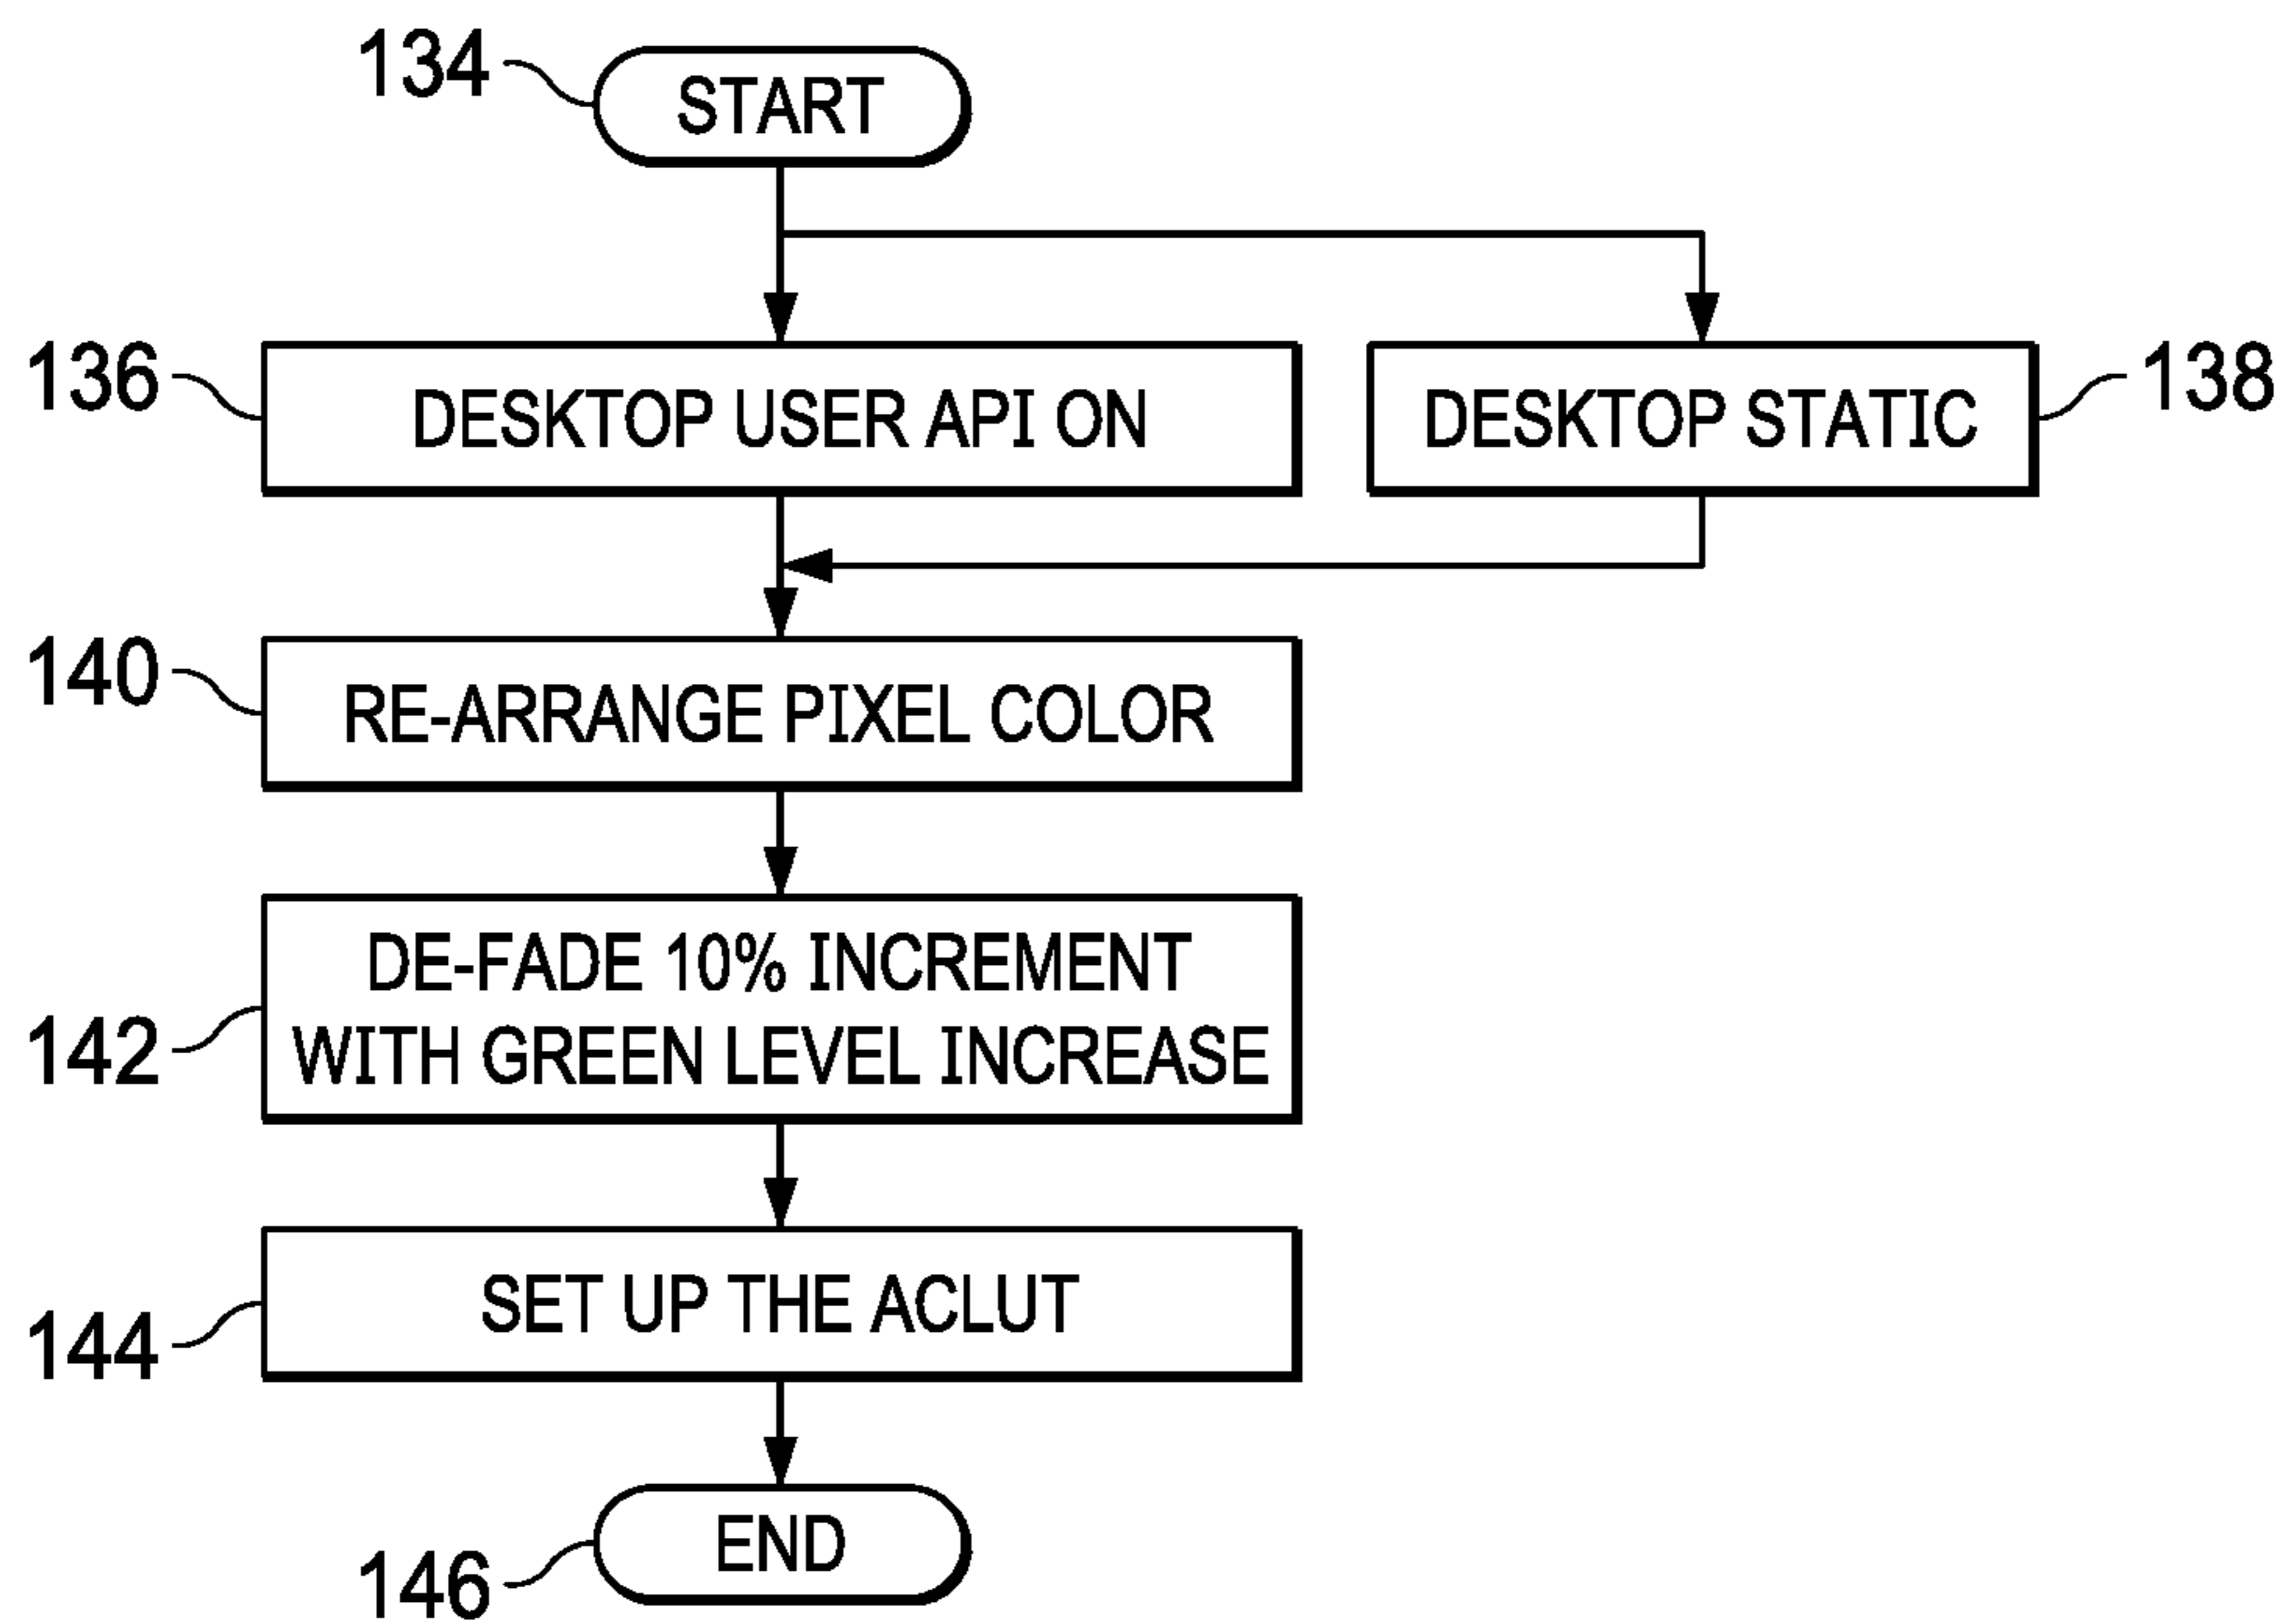 134
START
136
DESKTOP USER API ON
DESKTOP STATIC
138
140
RE-ARRANGE PIXEL COLOR
142
DE-FADE 10% INCREMENT
WITH GREEN LEVEL INCREASE
144
SET UP THE ACLUT
146
END